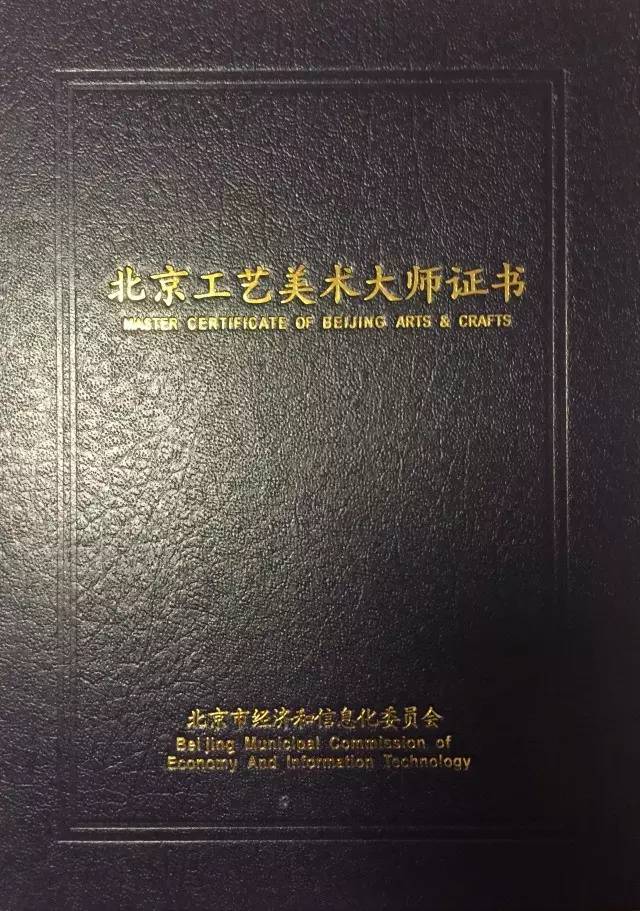 北京工艺美术大师证书
MASTER CERTIFICATE OF BEIJING ARTS & CRAFTS
北京市经济和信息化委员会
Beijing Municipal Commission of
Economy And Information Technology